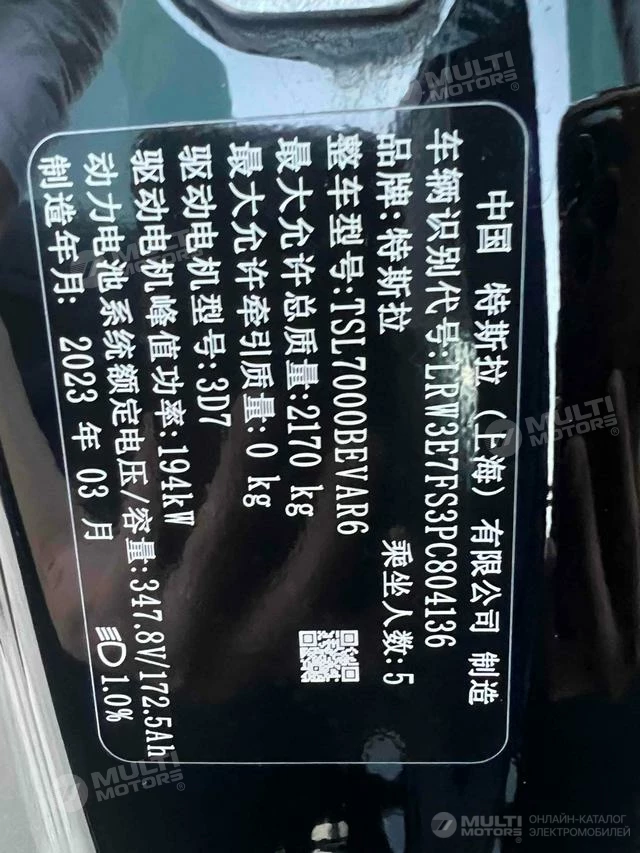 中国 特斯拉（上海）有限公司 制造
车辆识别代号:LRW3E7FS3PC804136
品牌:特斯拉 乘坐人数:5
整车型号:TSL7000BEVAR6
最大允许总质量:2170 kg
最大允许牵引质量:0 kg
驱动电机型号:3D7
驱动电机峰值功率:194kW
动力电池系统额定电压/容量:347.8V/172.5Ah
制造年月: 2023 年 03 月 1.0%
MULTI MOTORS®
MULTI MOTORS®
MULTI MOTORS®
MULTI MOTORS®
MULTI MOTORS® ОНЛАЙН-КАТАЛОГ ЭЛЕКТРОМОБИЛЕЙ